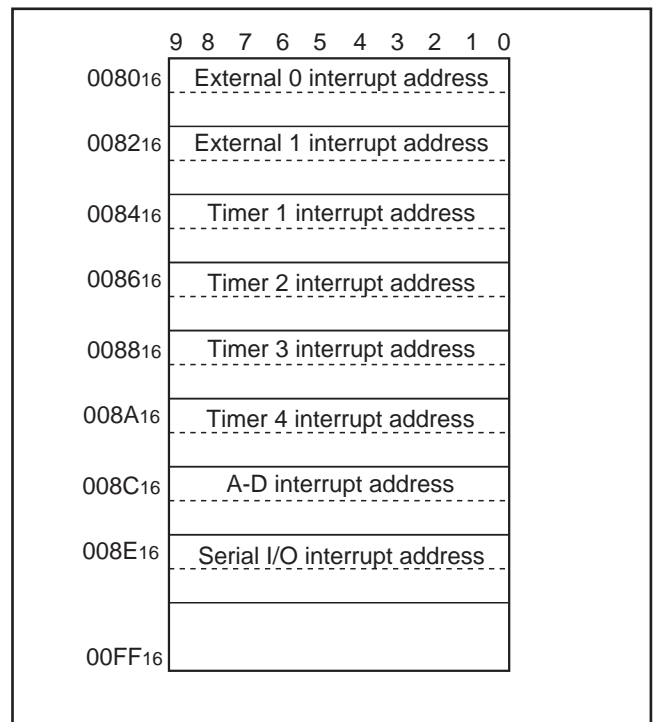 9 8 7 6 5 4 3 2 1 0
008016 External 0 interrupt address
008216 External 1 interrupt address
008416 Timer 1 interrupt address
008616 Timer 2 interrupt address
008816 Timer 3 interrupt address
008A16 Timer 4 interrupt address
008C16 A-D interrupt address
008E16 Serial I/O interrupt address
00FF16